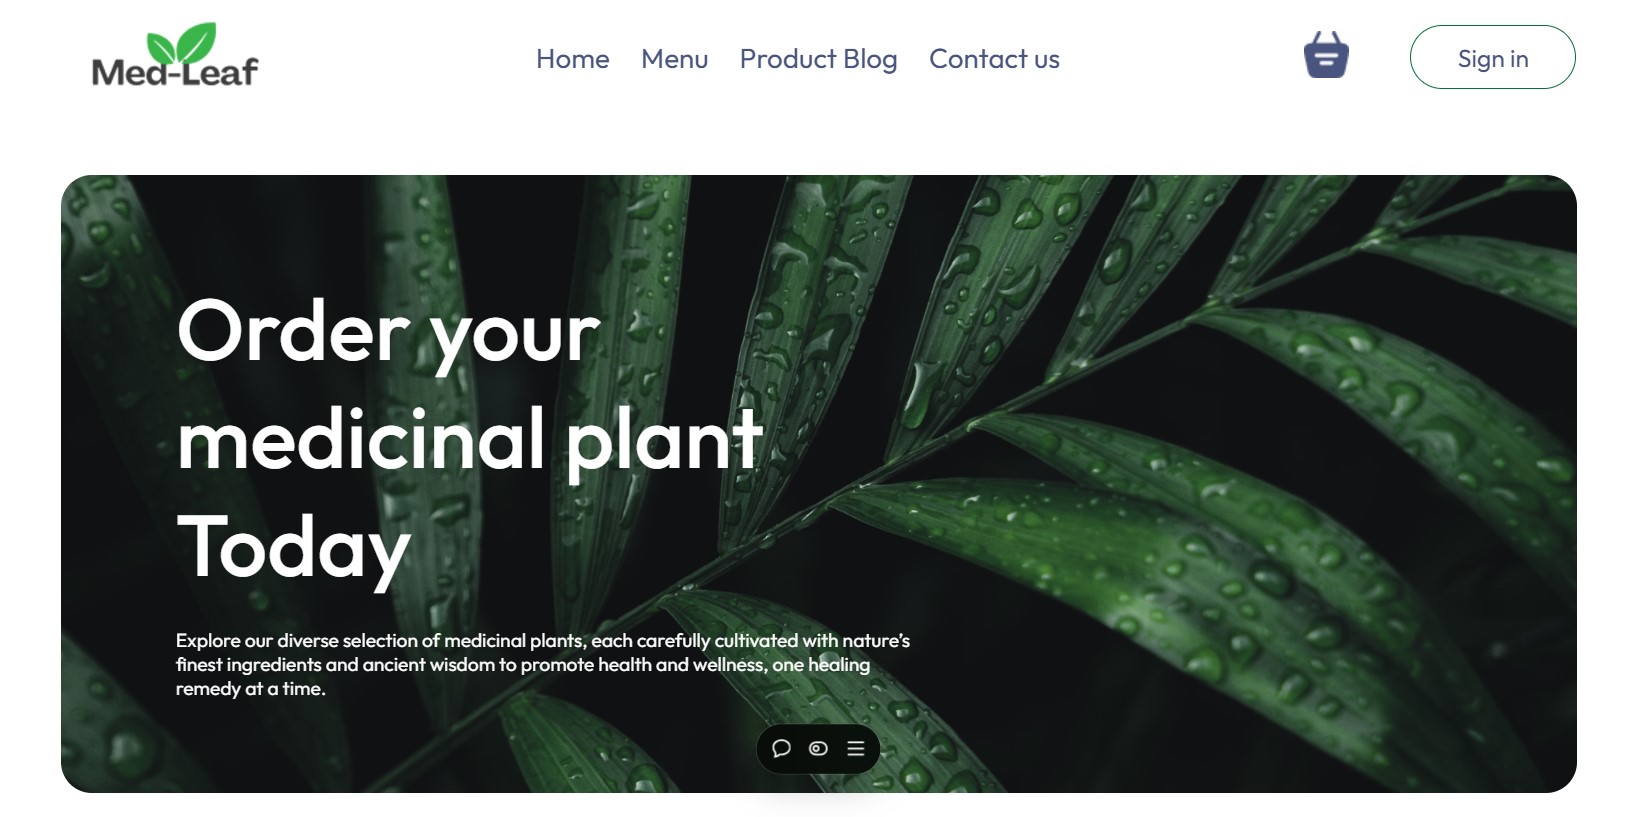 Med-Leaf
Home Menu Product Blog Contact us
Sign in
Order your
medicinal plant
Today
Explore our diverse selection of medicinal plants, each carefully cultivated with nature’s
finest ingredients and ancient wisdom to promote health and wellness, one healing
remedy at a time.